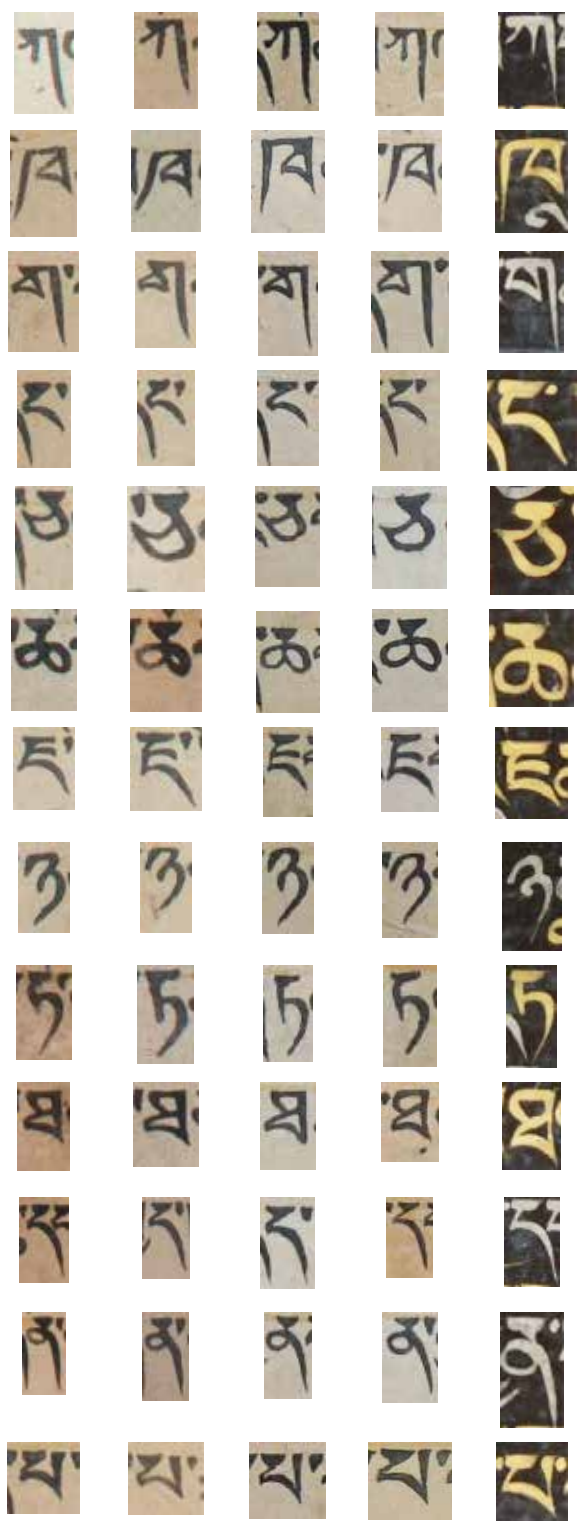 ཀ ཀ ཀ ཀ ཀ
ཁ ཁ ཁ ཁ ཁ
ག ག ག ག ག
ང ང ང ང ང
ཅ ཅ ཅ ཅ ཅ
ཆ ཆ ཆ ཆ ཆ
ཇ ཇ ཇ ཇ ཇ
ཉ ཉ ཉ ཉ ཉ
ཏ ཏ ཏ ཏ ཏ
ཐ ཐ ཐ ཐ ཐ
ད ད ད ད ད
ན ན ན ན ན
པ པ པ པ པ